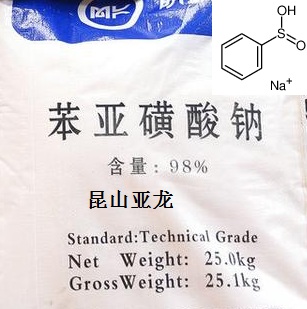 OH
S
O
Na+
苯亚磺酸钠
含量:98%
昆山亚龙
Standard:Technical Grade
Net Weight: 25.0kg
GrossWeight: 25.1kg